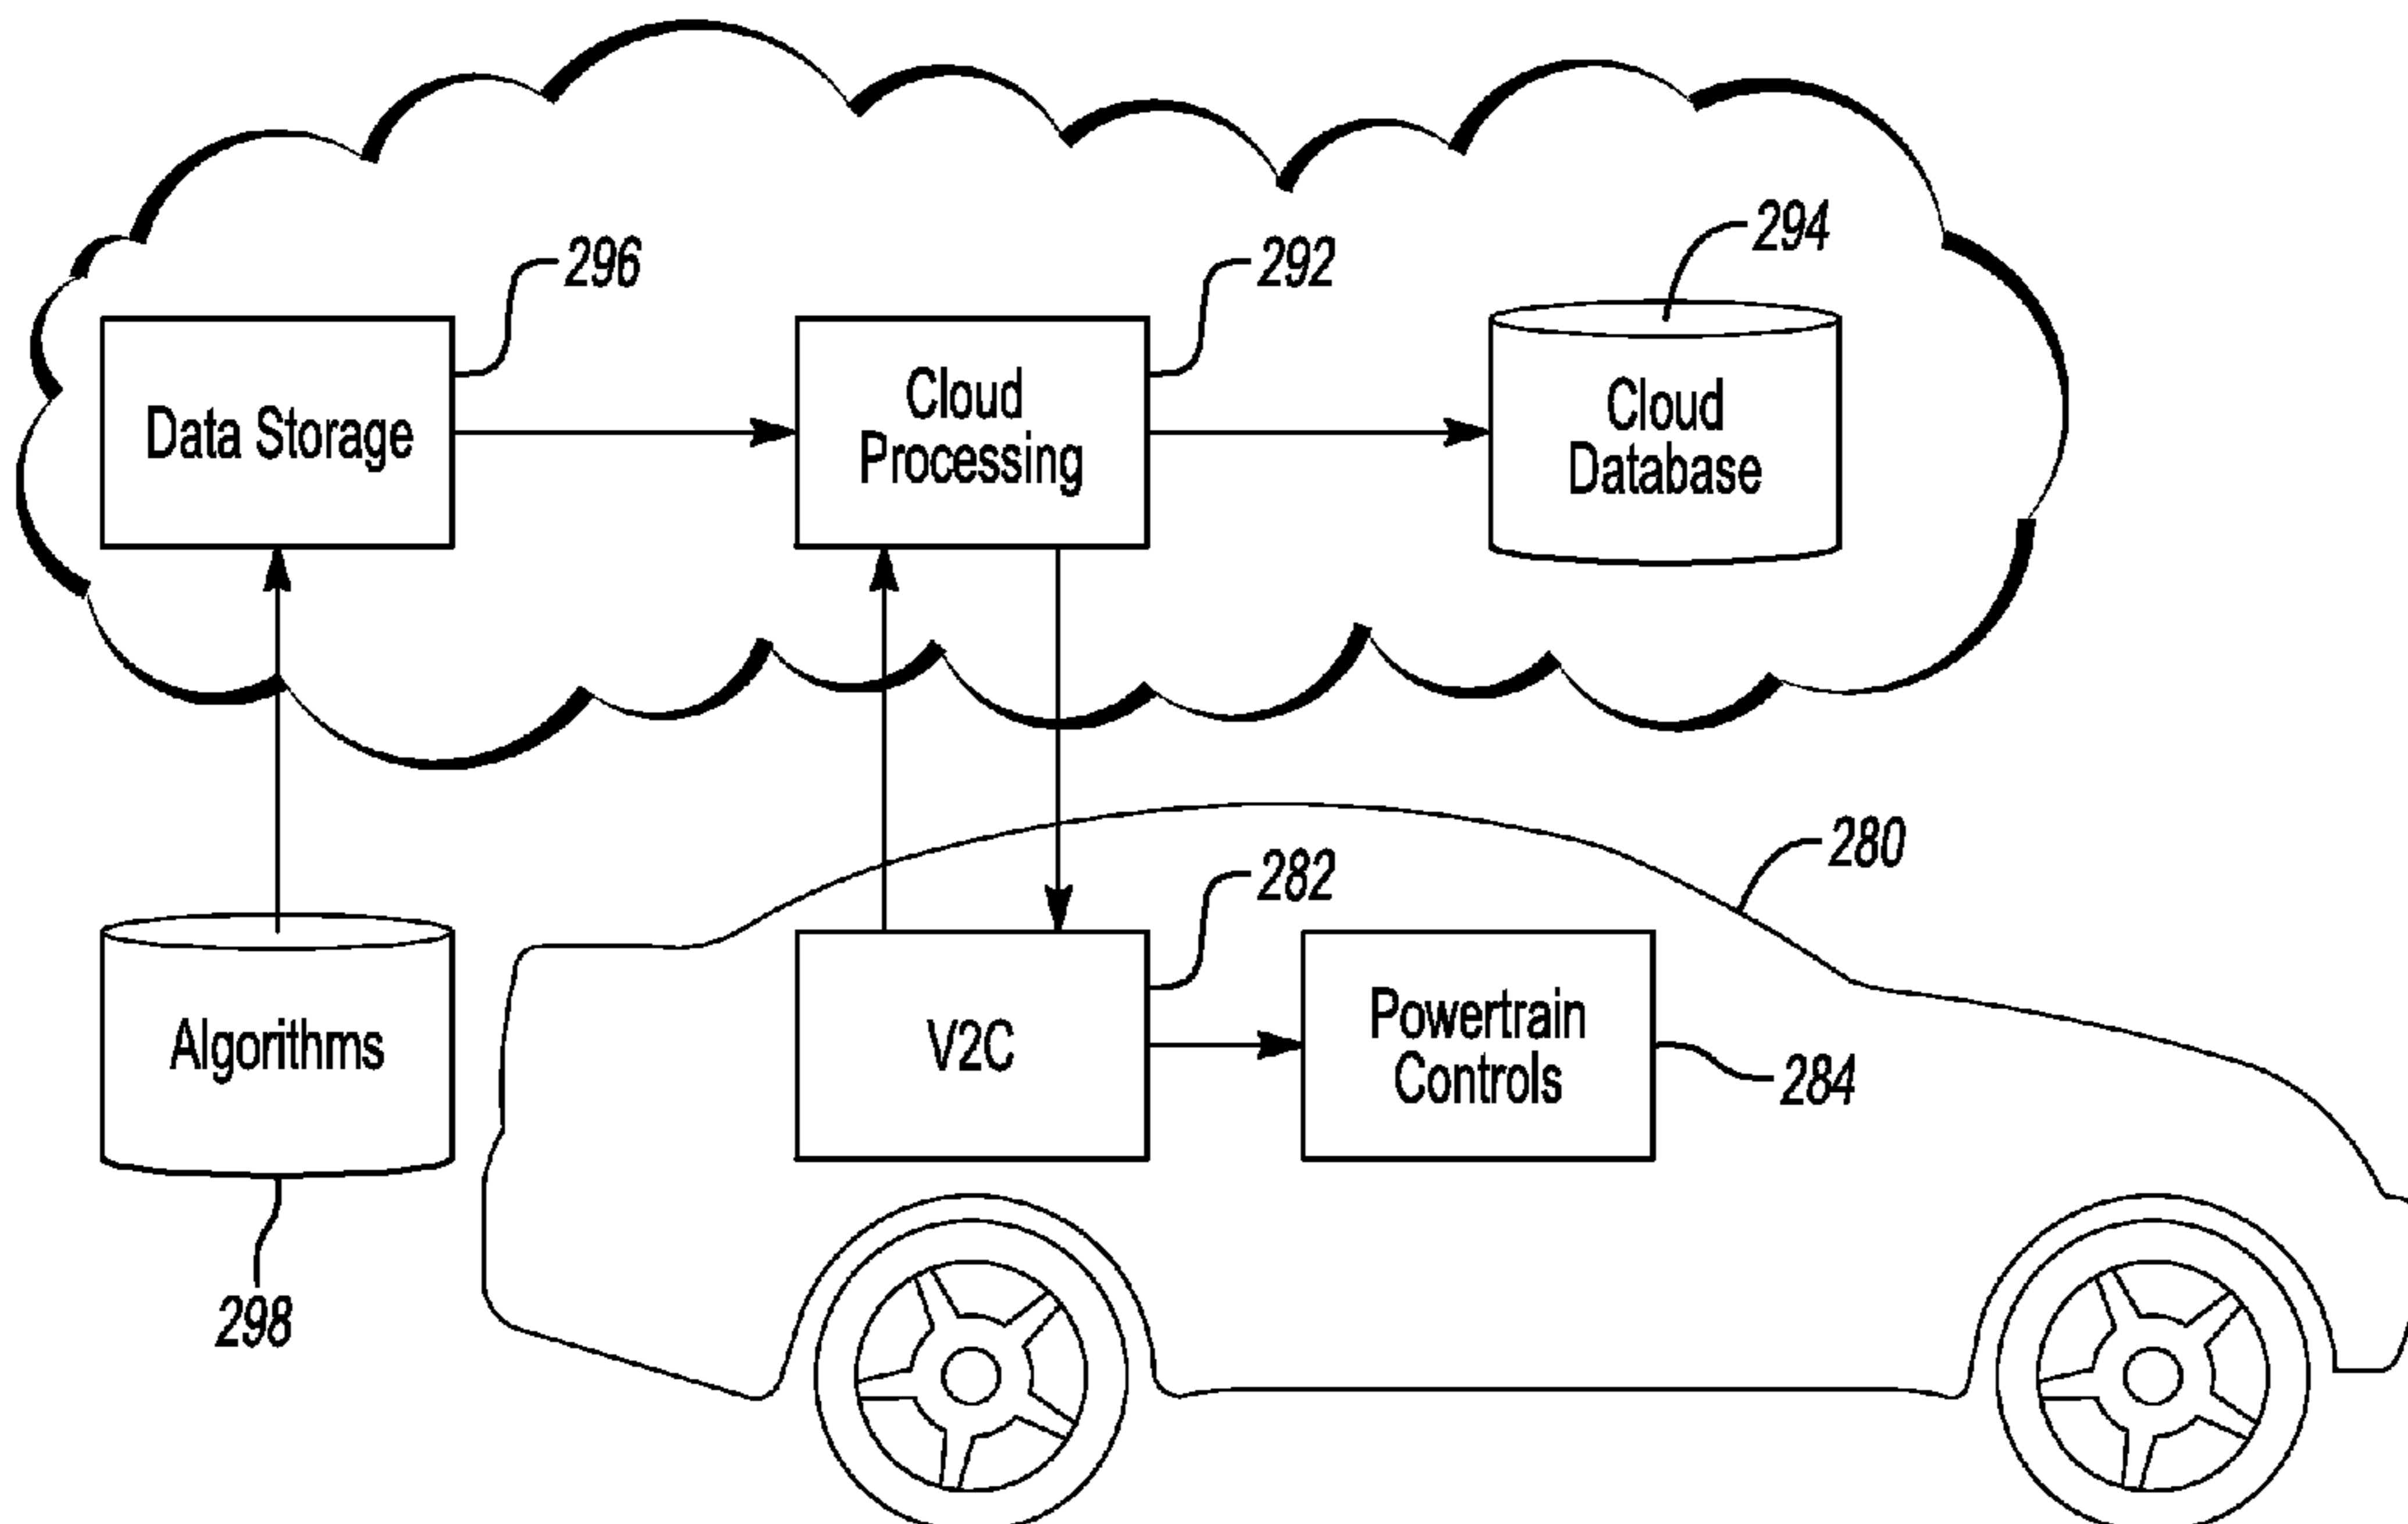 294
296
292
Data Storage
Cloud
Processing
Cloud
Database
280
282
Algorithms
V2C
Powertrain
Controls
284
298